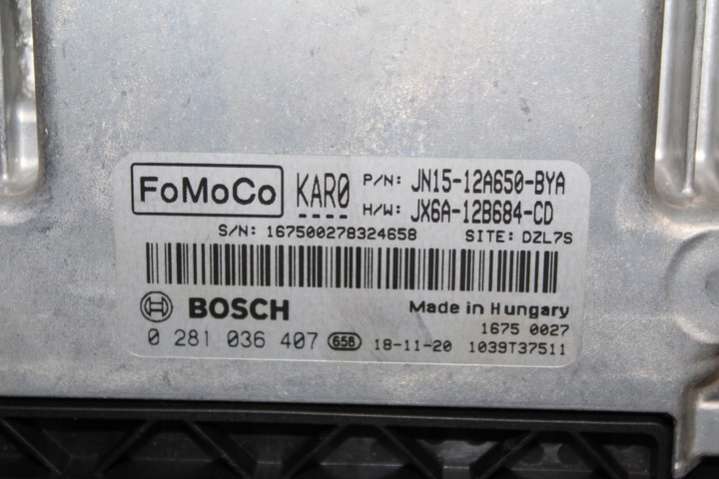 FoMoCo KAR0 P/N: JN15-12A650-BYA
H/W: JX6A-12B684-CD
S/N: 167500278324658 SITE: DZL7S
BOSCH Made in Hungary
1675 0027
0 281 036 407 656 18-11-20 1039T37511